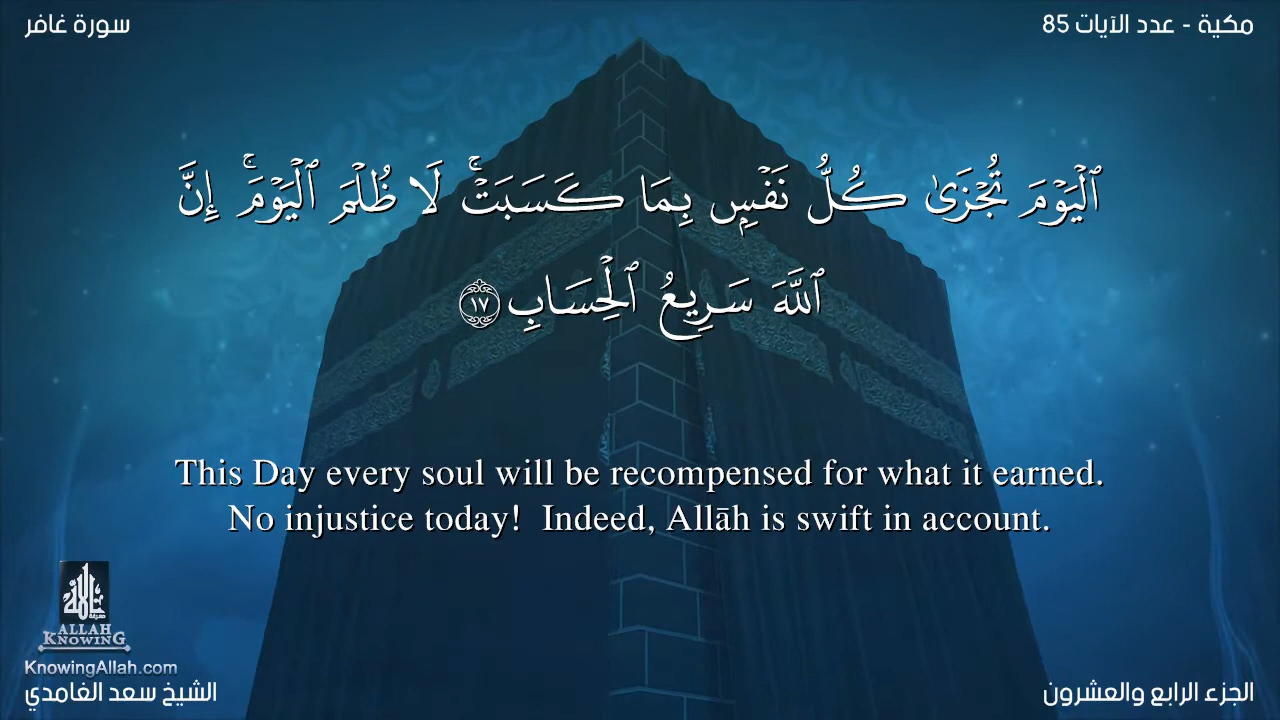 سورة غافر
مكية - عدد الآيات 85
ٱلۡيَوۡمَ تُجۡزَىٰ كُلُّ نَفۡسِۭ بِمَا كَسَبَتۡۚ لَا ظُلۡمَ ٱلۡيَوۡمَۚ إِنَّ
ٱللَّهَ سَرِيعُ ٱلۡحِسَابِ ١٧
This Day every soul will be recompensed for what it earned.
No injustice today!  Indeed, Allāh is swift in account.
ALLAH
KNOWING
KnowingAllah.com
الشيخ سعد الغامدي
الجزء الرابع والعشرون